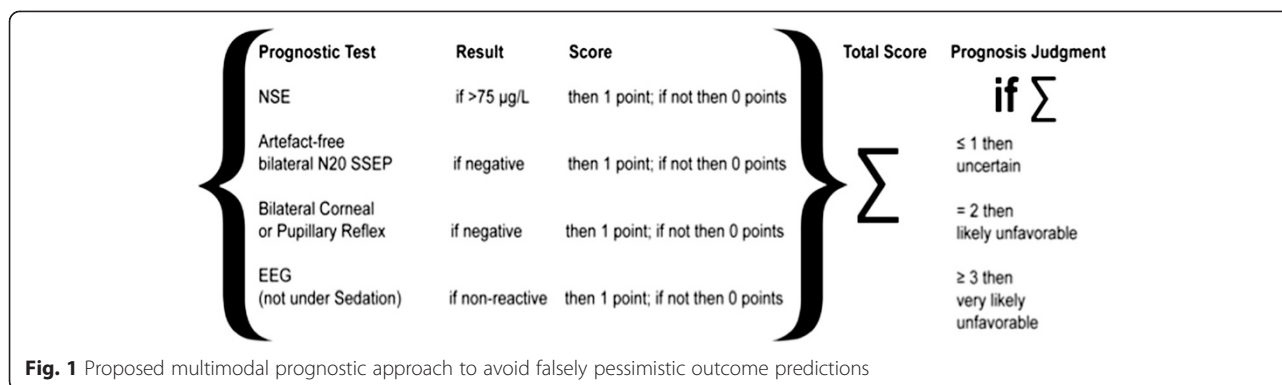 Prognostic Test Result Score Total Score Prognosis Judgment
NSE if >75 µg/L then 1 point; if not then 0 points
if ∑
Artefact-free
bilateral N20 SSEP if negative then 1 point; if not then 0 points
∑
≤ 1 then
uncertain
Bilateral Corneal
or Pupillary Reflex if negative then 1 point; if not then 0 points
= 2 then
likely unfavorable
EEG
(not under Sedation) if non-reactive then 1 point; if not then 0 points
≥ 3 then
very likely
unfavorable
Fig. 1 Proposed multimodal prognostic approach to avoid falsely pessimistic outcome predictions